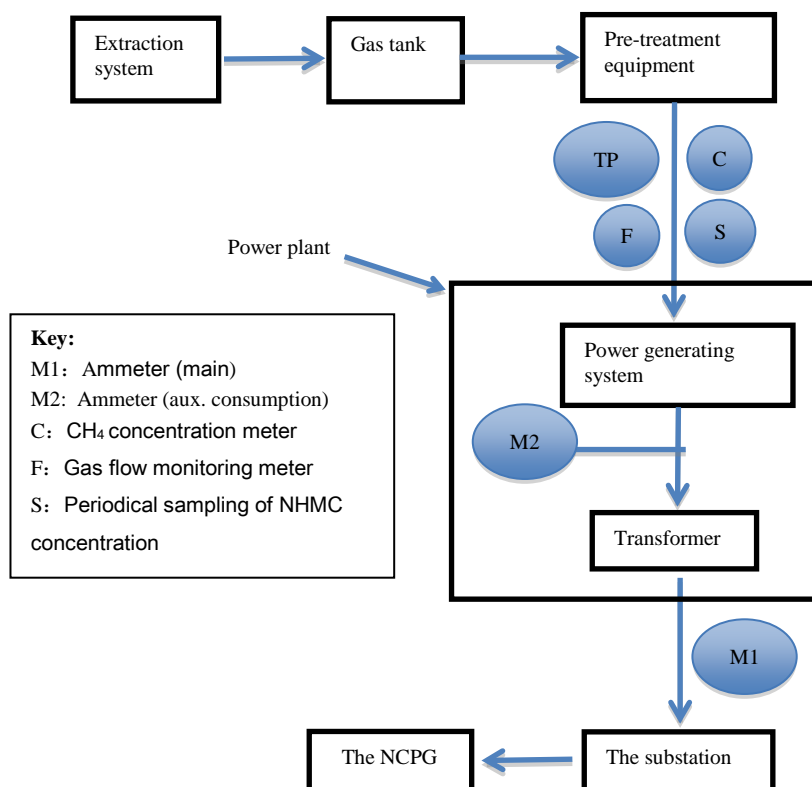 Extraction
system
Gas tank
Pre-treatment
equipment
TP
C
F
S
Power plant
Key:
M1：Ammeter (main)
M2: Ammeter (aux. consumption)
C：CH₄ concentration meter
F：Gas flow monitoring meter
S：Periodical sampling of NHMC
concentration
Power generating
system
M2
Transformer
M1
The NCPG
The substation